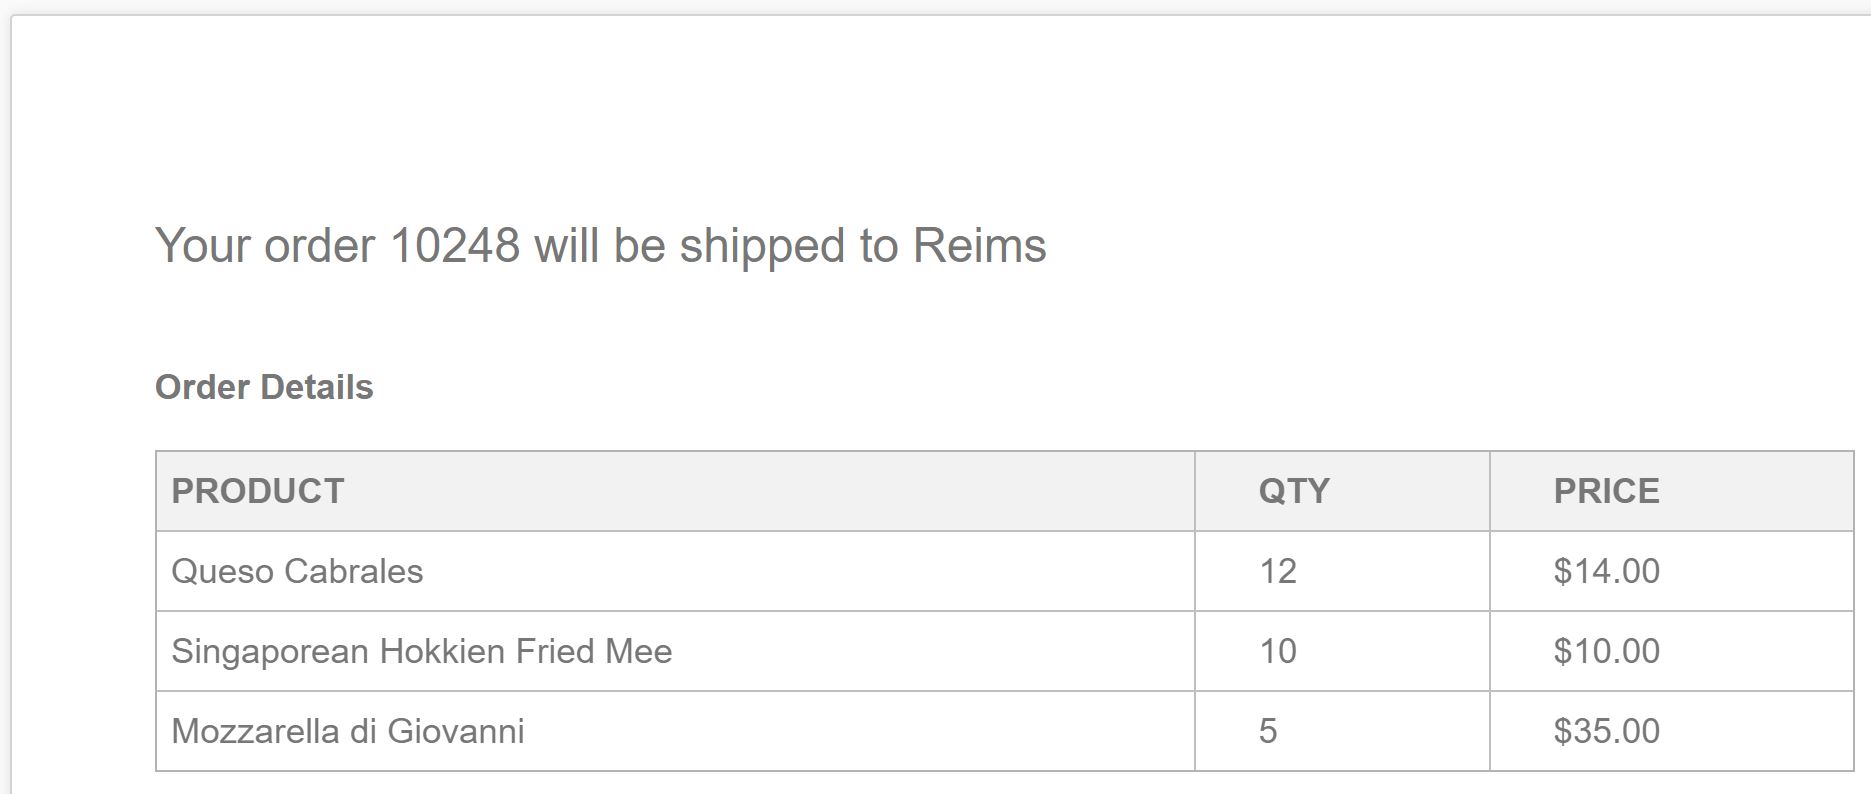 Your order 10248 will be shipped to Reims
Order Details
PRODUCT QTY PRICE
Queso Cabrales 12 $14.00
Singaporean Hokkien Fried Mee 10 $10.00
Mozzarella di Giovanni 5 $35.00